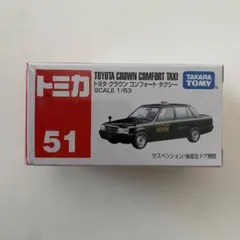 トミカ
51
TOYOTA CROWN COMFORT TAXI
トヨタ クラウン コンフォート タクシー
SCALE 1/63
TAKARA
TOMY
サスペンション/後部左ドア開閉